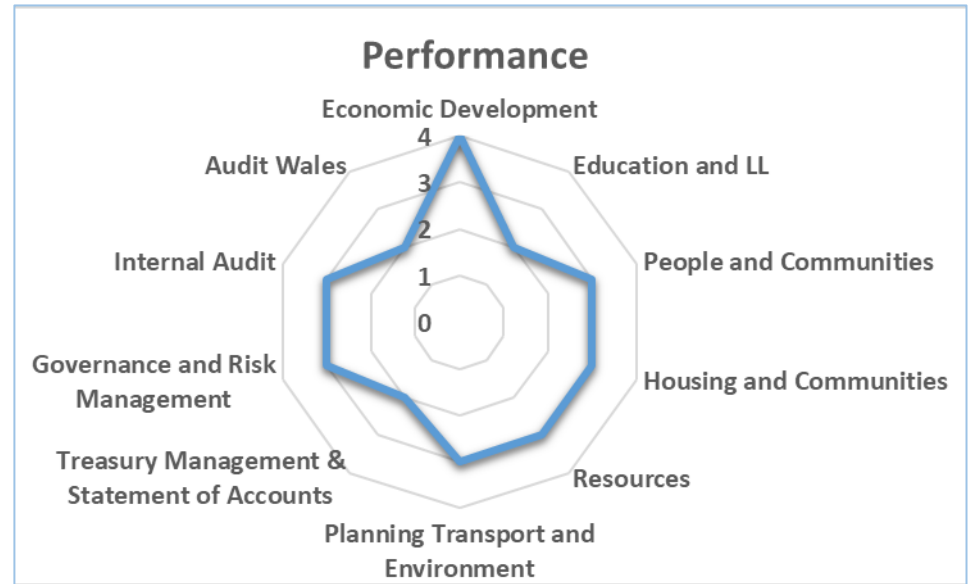 Performance
Economic Development
4
Audit Wales
Education and LL
3
2
Internal Audit
People and Communities
1
0
Governance and Risk
Management
Housing and Communities
Treasury Management &
Statement of Accounts
Resources
Planning Transport and
Environment